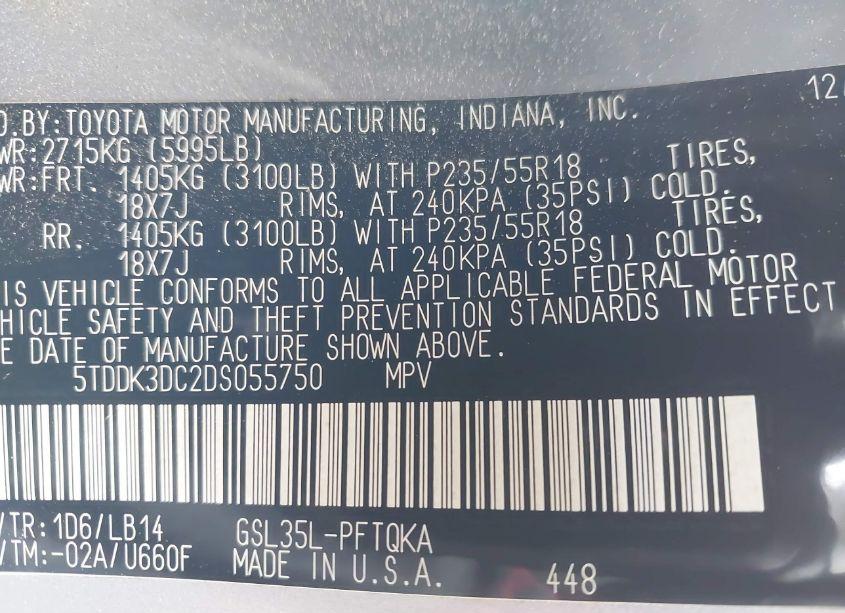 D.BY:TOYOTA MOTOR MANUFACTURING, INDIANA, INC. 12/
WR:2715KG (5995LB)
WR:FRT. 1405KG (3100LB) WITH P235/55R18 TIRES,
18X7J RIMS, AT 240KPA (35PSI) COLD.
RR. 1405KG (3100LB) WITH P235/55R18 TIRES,
18X7J RIMS, AT 240KPA (35PSI) COLD.
IS VEHICLE CONFORMS TO ALL APPLICABLE FEDERAL MOTOR
HICLE SAFETY AND THEFT PREVENTION STANDARDS IN EFFECT
E DATE OF MANUFACTURE SHOWN ABOVE.
5TDDK3DC2DS055750 MPV
/TR:1D6/LB14 GSL35L-PFTQKA
/TM:-02A/U660F MADE IN U.S.A. 448